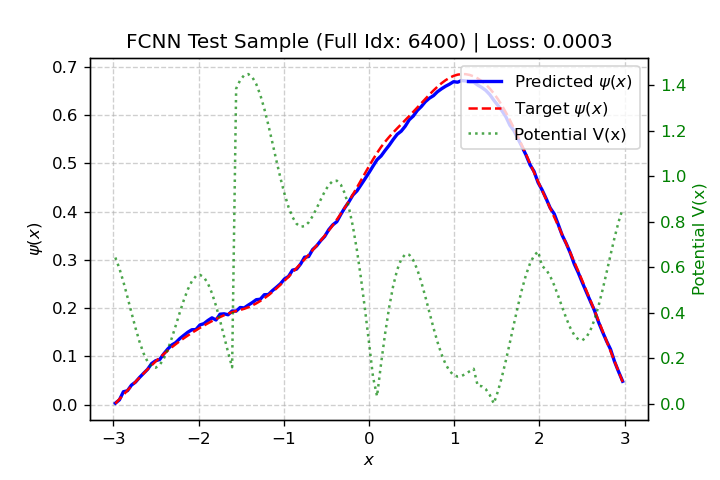 FCNN Test Sample (Full Idx: 6400) | Loss: 0.0003
Predicted ψ(x)
Target ψ(x)
Potential V(x)
ψ(x)
0.7
0.6
0.5
0.4
0.3
0.2
0.1
0.0
1.4
1.2
1.0
0.8
0.6
0.4
0.2
0.0
Potential V(x)
−3 −2 −1 0 1 2 3
x